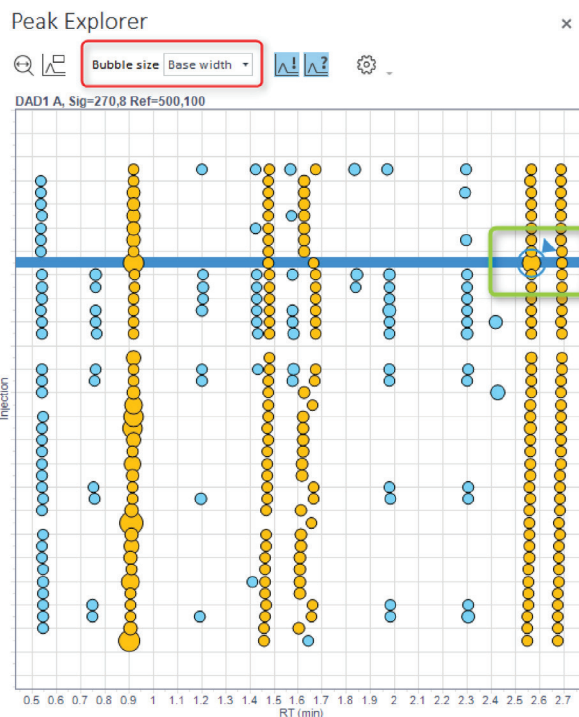 Peak Explorer
Bubble size Base width
DAD1 A, Sig=270,8 Ref=500,100
Injection
0.5 0.6 0.7 0.8 0.9 1 1.1 1.2 1.3 1.4 1.5 1.6 1.7 1.8 1.9 2 2.1 2.2 2.3 2.4 2.5 2.6 2.7
RT (min)